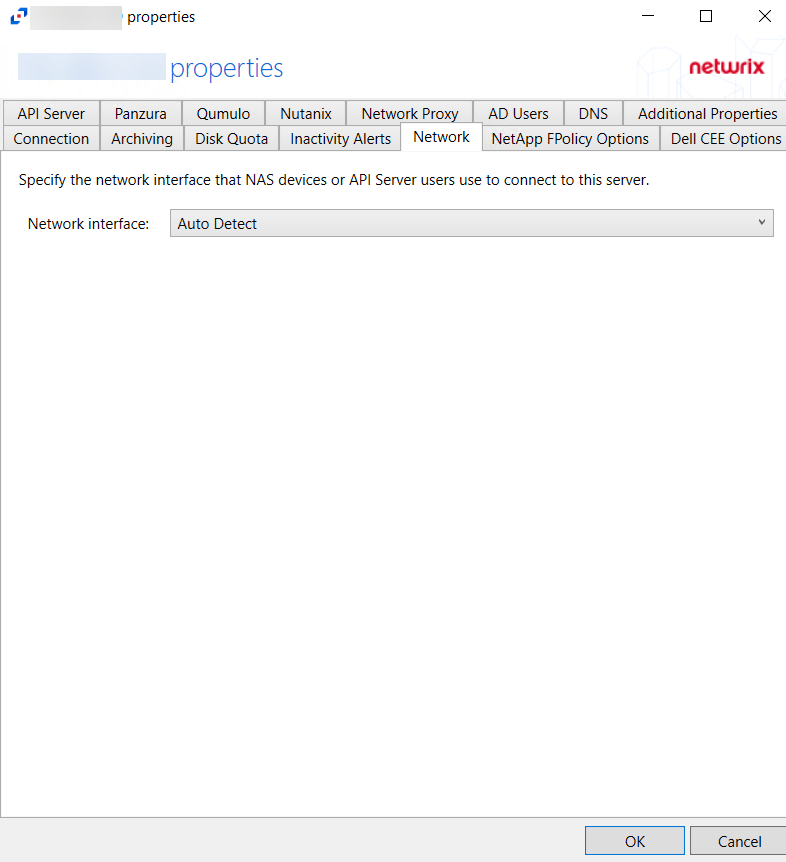 properties
properties
netwrix
API Server Panzura Qumulo Nutanix Network Proxy AD Users DNS Additional Properties
Connection Archiving Disk Quota Inactivity Alerts Network NetApp FPolicy Options Dell CEE Options
Specify the network interface that NAS devices or API Server users use to connect to this server.
Network interface: Auto Detect
OK Cancel